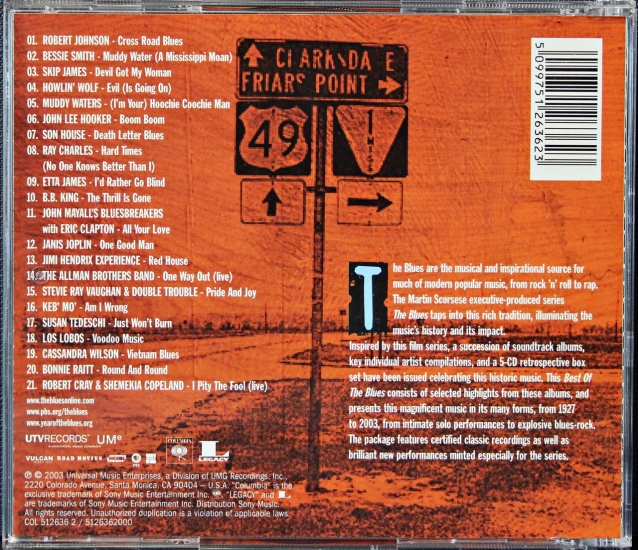 01. ROBERT JOHNSON - Cross Road Blues
02. BESSIE SMITH - Muddy Water (A Mississippi Moan)
03. SKIP JAMES - Devil Got My Woman
04. HOWLIN' WOLF - Evil (Is Going On)
05. MUDDY WATERS - (I'm Your) Hoochie Coochie Man
06. JOHN LEE HOOKER - Boom Boom
07. SON HOUSE - Death Letter Blues
08. RAY CHARLES - Hard Times
(No One Knows Better Than I)
09. ETTA JAMES - I'd Rather Go Blind
10. B.B. KING - The Thrill Is Gone
11. JOHN MAYALL'S BLUESBREAKERS
with ERIC CLAPTON - All Your Love
12. JANIS JOPLIN - One Good Man
13. JIMI HENDRIX EXPERIENCE - Red House
14. THE ALLMAN BROTHERS BAND - One Way Out (live)
15. STEVIE RAY VAUGHAN & DOUBLE TROUBLE - Pride And Joy
16. KEB' MO' - Am I Wrong
17. SUSAN TEDESCHI - Just Won't Burn
18. LOS LOBOS - Voodoo Music
19. CASSANDRA WILSON - Vietnam Blues
20. BONNIE RAITT - Round And Round
21. ROBERT CRAY & SHEMEKIA COPELAND - I Pity The Fool (live)
www.thebluesonline.com
www.pbs.org/theblues
www.yearoftheblues.org
UTV RECORDS UMe
A UNIVERSAL MUSIC COMPANY
VULCAN ROAD MOVIES PBS
COLUMBIA LEGACY
℗ © 2003 Universal Music Enterprises, a Division of UMG Recordings, Inc.,
2220 Colorado Avenue, Santa Monica, CA 90404 - U.S.A. "Columbia" is the
exclusive trademark of Sony Music Entertainment Inc. "LEGACY" and
are trademarks of Sony Music Entertainment Inc. Distribution Sony Music.
All rights reserved. Unauthorized duplication is a violation of applicable laws.
COL 512636 2 / 5126362000
CLARKSDA E
FRIARS POINT
49
5 099751 263623
The Blues are the musical and inspirational source for
much of modern popular music, from rock 'n' roll to rap.
The Martin Scorsese executive-produced series
The Blues taps into this rich tradition, illuminating the
music's history and its impact.
Inspired by this film series, a succession of soundtrack albums,
key individual artist compilations, and a 5-CD retrospective box
set have been issued celebrating this historic music. This Best Of
The Blues consists of selected highlights from these albums, and
presents this magnificent music in its many forms, from 1927
to 2003, from intimate solo performances to explosive blues-rock.
The package features certified classic recordings as well as
brilliant new performances minted especially for the series.